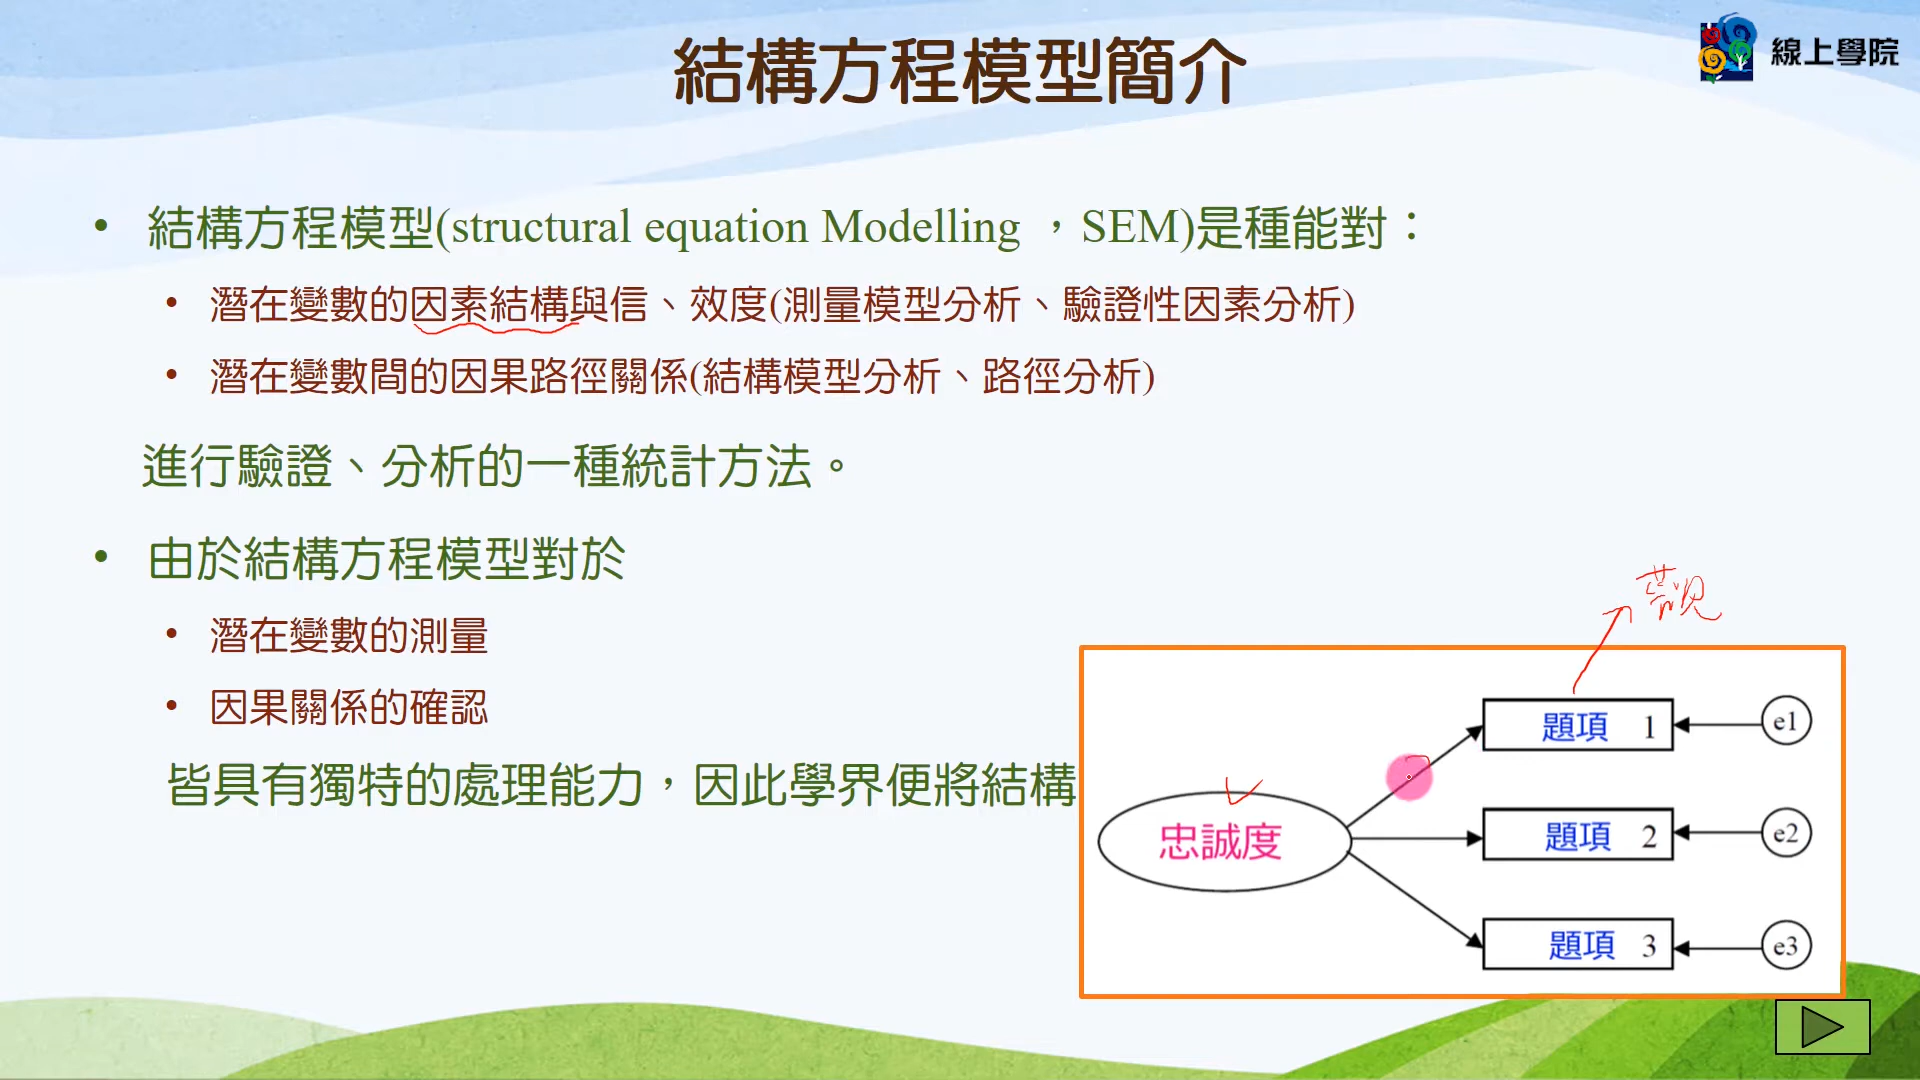 結構方程模型簡介
線上學院
• 結構方程模型(structural equation Modelling ,SEM)是種能對:
• 潛在變數的因素結構與信、效度(測量模型分析、驗證性因素分析)
• 潛在變數間的因果路徑關係(結構模型分析、路徑分析)
進行驗證、分析的一種統計方法。
• 由於結構方程模型對於
• 潛在變數的測量
• 因果關係的確認
皆具有獨特的處理能力,因此學界便將結構
觀
題項 1
e1
忠誠度
題項 2
e2
題項 3
e3